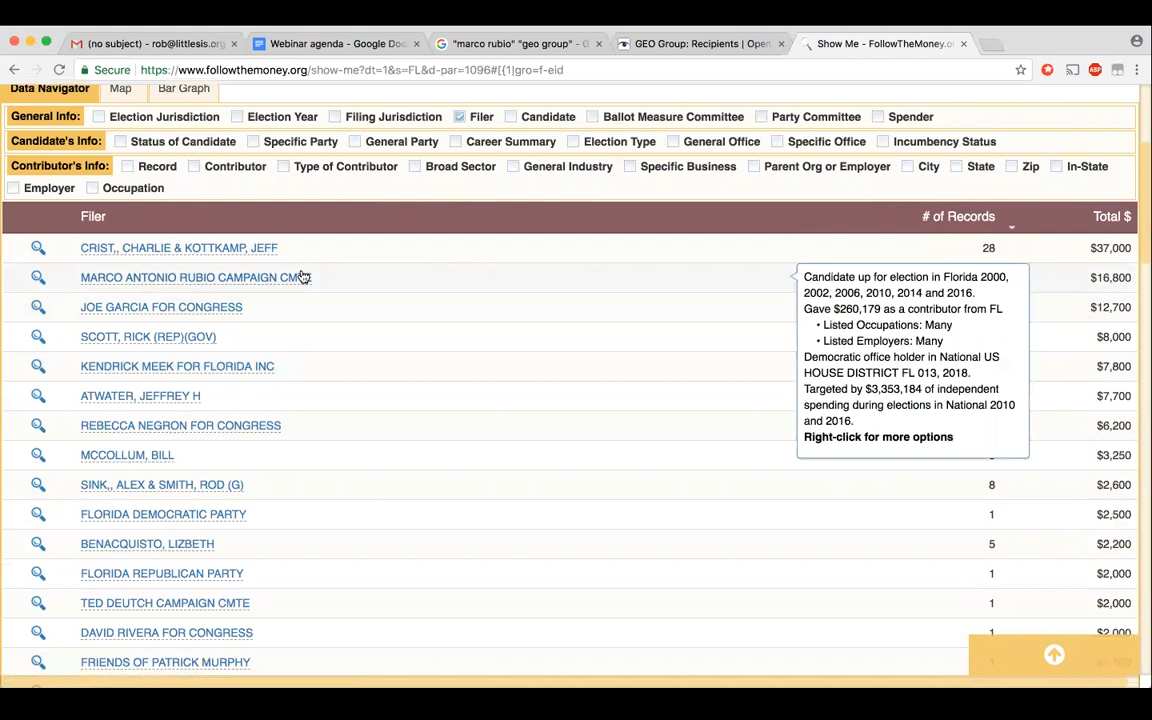 (no subject) - rob@littlesis.org
Webinar agenda - Google Doc
"marco rubio" "geo group" - G
GEO Group: Recipients | Open
Show Me - FollowTheMoney.o
Secure
https://www.followthemoney.org/show-me?dt=1&s=FL&d-par=1096#[{1|gro=f-eid
Data Navigator
Map
Bar Graph
General Info: Election Jurisdiction Election Year Filing Jurisdiction Filer Candidate Ballot Measure Committee Party Committee Spender
Candidate's Info: Status of Candidate Specific Party General Party Career Summary Election Type General Office Specific Office Incumbency Status
Contributor's Info: Record Contributor Type of Contributor Broad Sector General Industry Specific Business Parent Org or Employer City State Zip In-State
Employer Occupation
Filer # of Records Total $
CRIST,, CHARLIE & KOTTKAMP, JEFF 28 $37,000
MARCO ANTONIO RUBIO CAMPAIGN $16,800
JOE GARCIA FOR CONGRESS $12,700
SCOTT, RICK (REP)(GOV) $8,000
KENDRICK MEEK FOR FLORIDA INC $7,800
ATWATER, JEFFREY H $7,700
REBECCA NEGRON FOR CONGRESS $6,200
MCCOLLUM, BILL $3,250
SINK,, ALEX & SMITH, ROD (G) 8 $2,600
FLORIDA DEMOCRATIC PARTY 1 $2,500
BENACQUISTO, LIZBETH 5 $2,200
FLORIDA REPUBLICAN PARTY 1 $2,000
TED DEUTCH CAMPAIGN CMTE 1 $2,000
DAVID RIVERA FOR CONGRESS 1 $2,000
FRIENDS OF PATRICK MURPHY
Candidate up for election in Florida 2000,
2002, 2006, 2010, 2014 and 2016.
Gave $260,179 as a contributor from FL
• Listed Occupations: Many
• Listed Employers: Many
Democratic office holder in National US
HOUSE DISTRICT FL 013, 2018.
Targeted by $3,353,184 of independent
spending during elections in National 2010
and 2016.
Right-click for more options